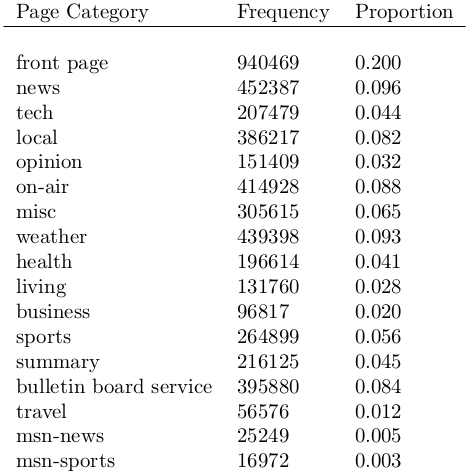 Page Category Frequency Proportion
front page 940469 0.200
news 452387 0.096
tech 207479 0.044
local 386217 0.082
opinion 151409 0.032
on-air 414928 0.088
misc 305615 0.065
weather 439398 0.093
health 196614 0.041
living 131760 0.028
business 96817 0.020
sports 264899 0.056
summary 216125 0.045
bulletin board service 395880 0.084
travel 56576 0.012
msn-news 25249 0.005
msn-sports 16972 0.003